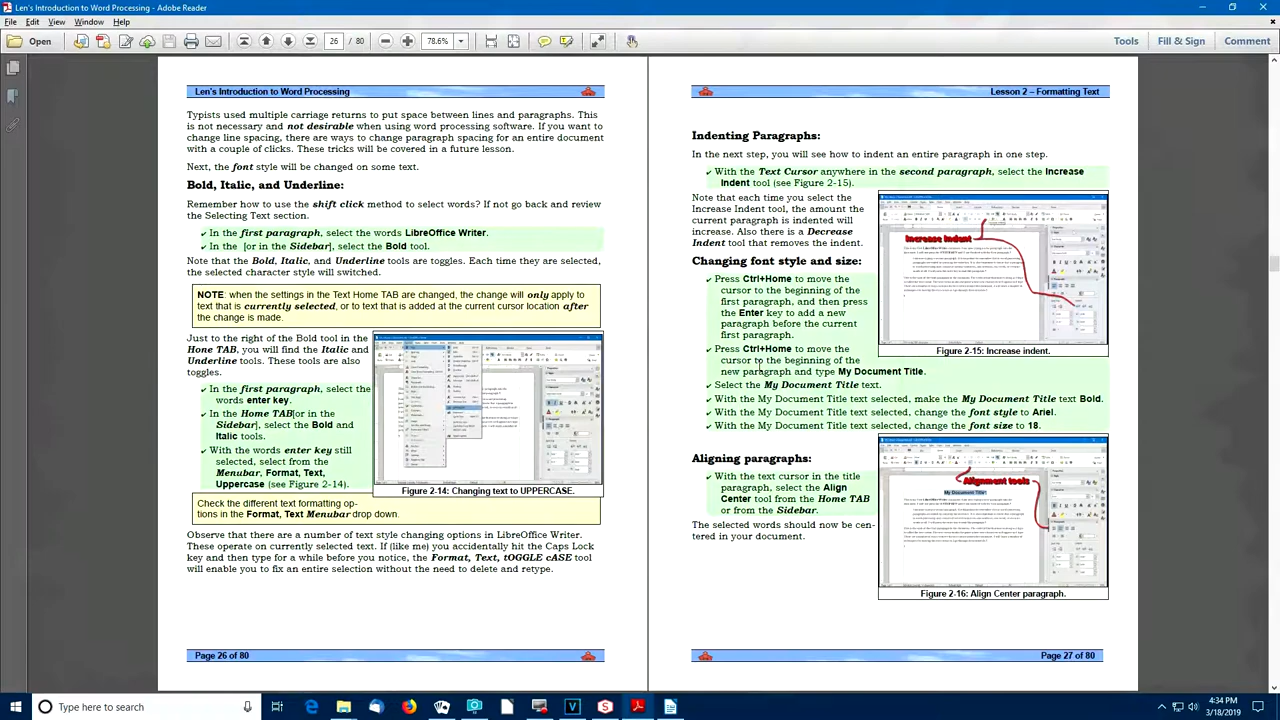 Len's Introduction to Word Processing - Adobe Reader
File Edit View Window Help
Open 26 / 80 78.6% Tools Fill & Sign Comment
Len's Introduction to Word Processing
Typists used multiple carriage returns to put space between lines and paragraphs. This
is not necessary and not desirable when using word processing software. If you want to
change line spacing, there are ways to change paragraph spacing for an entire document
with a couple of clicks. These tricks will be covered in a future lesson.
Next, the font style will be changed on some text.
Bold, Italic, and Underline:
Remember how to use the shift click method to select words? If not go back and review
the Selecting Text section.
✓ In the first paragraph, select the words LibreOffice Writer.
✓ In the [or in the Sidebar], select the Bold tool.
Note that the Bold, Italic, and Underline tools are toggles. Each time
the selected character style will switched.
NOTE: when the settings in the Text Home TAB are changed, the change will only apply to
text that is currently selected, or to text that is added at the current cursor location after
the change is made.
Just to the right of the Bold tool in the
Home TAB, you will find the Italic and
Underline tools. These tools are also
toggles.
✓ In the first paragraph, select the
words enter key.
✓ In the Home TAB or in the
Sidebar, select the Bold and
Italic tools.
✓ With the words enter key still
selected, select from the
Menubar, Format, Text,
Uppercase (see Figure 2-14).
Figure 2-14: Changing text to UPPERCASE.
Check the different text formatting options
in the Format, Text Menubar drop down.
there are a number of case changing options in LibreOffice Writer.
These operate on currently selected text. If (like me) you accidentally hit the Caps Lock
key and then type for a while before you notice, the Format, Text, tOGGLE cASE tool
will enable you to fix an entire selection without the need to delete and retype.
Page 26 of 80
Lesson 2 – Formatting Text
Indenting Paragraphs:
In the next step, you will see how to indent an entire paragraph in one step.
✓ With the Text Cursor anywhere in the second paragraph, select the Increase
Indent tool (see Figure 2-15).
Note that each time you select the
Increase Indent tool, the amount the
current paragraph is indented will
increase. Also there is a Decrease
Indent tool that removes the indent.
Increase Indent
Figure 2-15: Increase indent.
Changing font style and size:
✓ Press Ctrl+Home to move the
cursor to the beginning of the
first paragraph and then press
the Enter key to add a new
paragraph before the current
first paragraph.
✓ Press Ctrl+Home to move the
cursor to the beginning of the
new paragraph and type My Document Title.
✓ Select the My Document Title text.
✓ With the My Document Title text selected, make the My Document Title text Bold.
✓ With the My Document Title text selected, change the font style to Ariel.
✓ With the My Document Title text selected, change the font size to 18.
Aligning paragraphs:
✓ With the text cursor in the title
paragraph, select the Align
Center tool from the Home TAB
or from the Sidebar.
The title words should now be cen-
tered in your document.
Alignment tools
My Document Title
Figure 2-16: Align Center paragraph.
Page 27 of 80
Type here to search
4:34 PM
3/18/2019